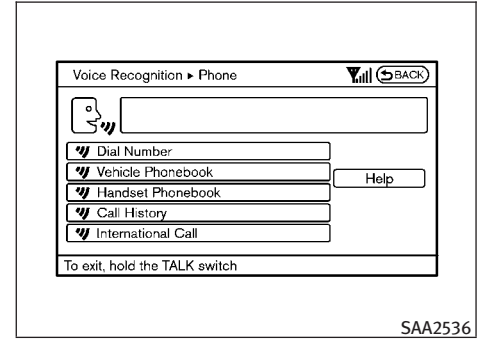 Voice Recognition ▸ Phone
BACK
Dial Number
Vehicle Phonebook
Help
Handset Phonebook
Call History
International Call
To exit, hold the TALK switch
SAA2536